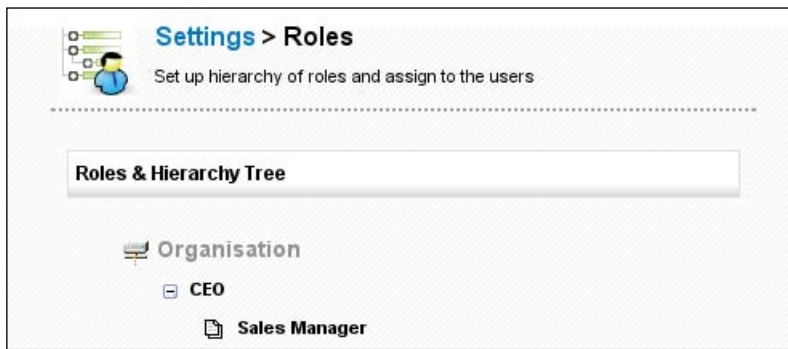 Settings > Roles
Set up hierarchy of roles and assign to the users
Roles & Hierarchy Tree
Organisation
CEO
Sales Manager